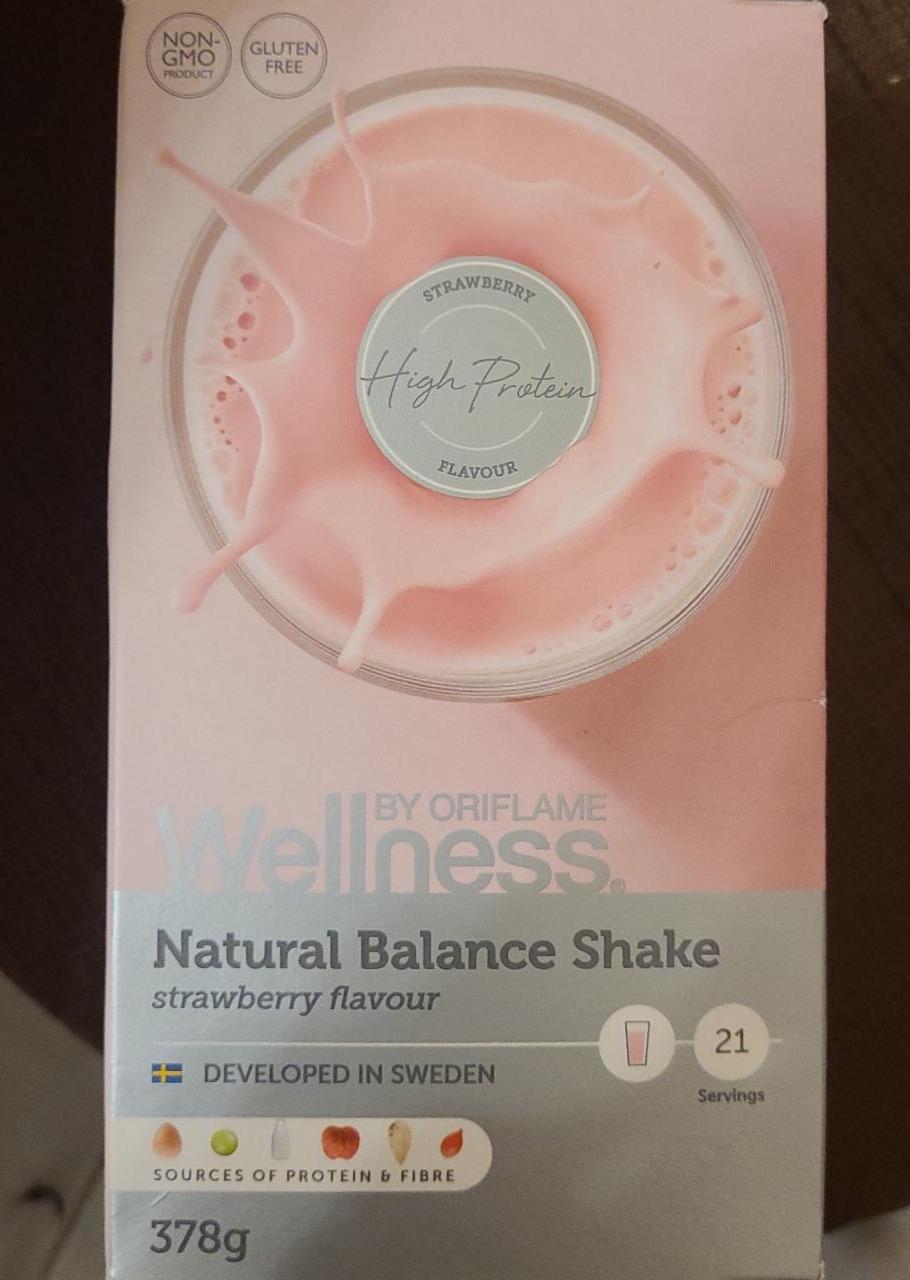 NON-
GMO
PRODUCT
GLUTEN
FREE
STRAWBERRY
High Protein
FLAVOUR
BY ORIFLAME
Wellness®
Natural Balance Shake
strawberry flavour
DEVELOPED IN SWEDEN
21
Servings
SOURCES OF PROTEIN & FIBRE
378g